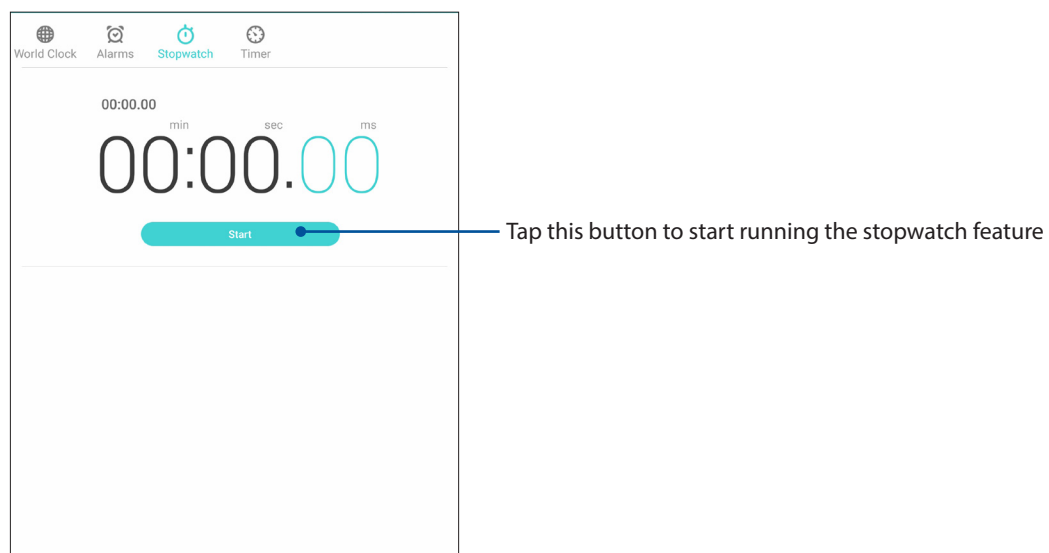 World Clock Alarms Stopwatch Timer
00:00.00
min sec ms
00:00.00
Start
Tap this button to start running the stopwatch feature